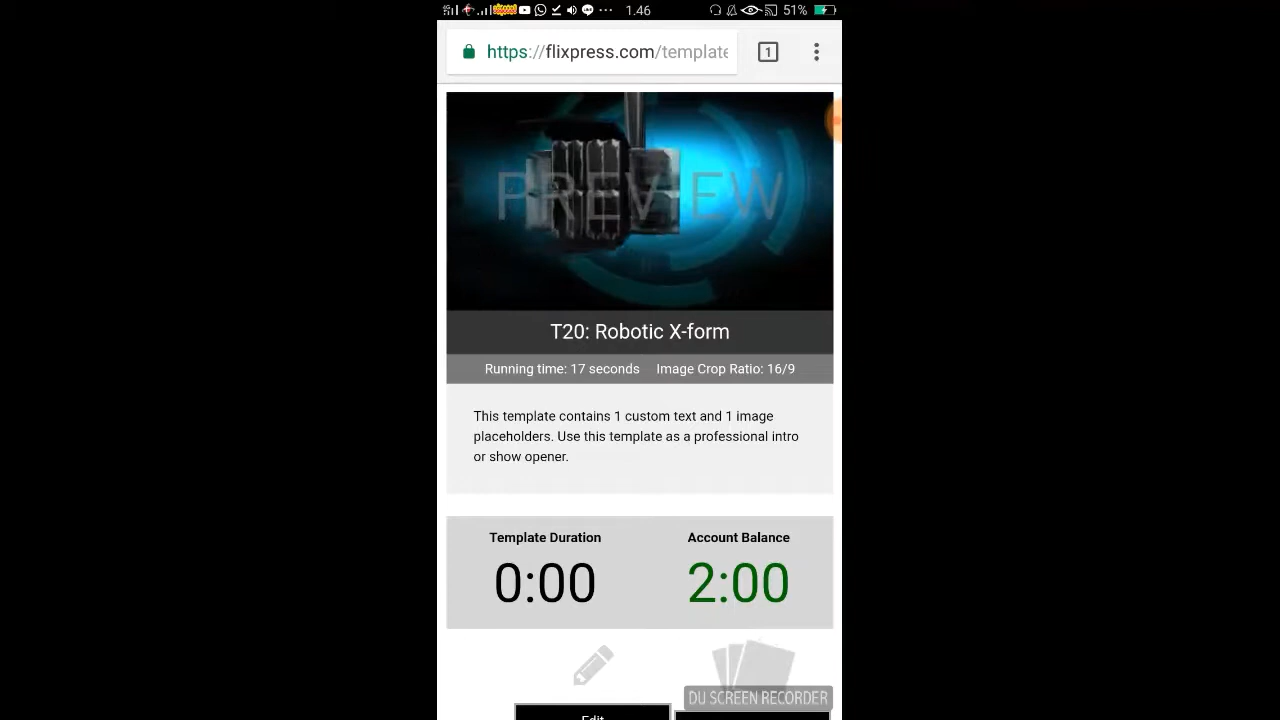 1.46
51%
https://flixpress.com/template
1
PREVIEW
T20: Robotic X-form
Running time: 17 seconds Image Crop Ratio: 16/9
This template contains 1 custom text and 1 image
placeholders. Use this template as a professional intro
or show opener.
Template Duration Account Balance
0:00 2:00
DU SCREEN RECORDER
Edit